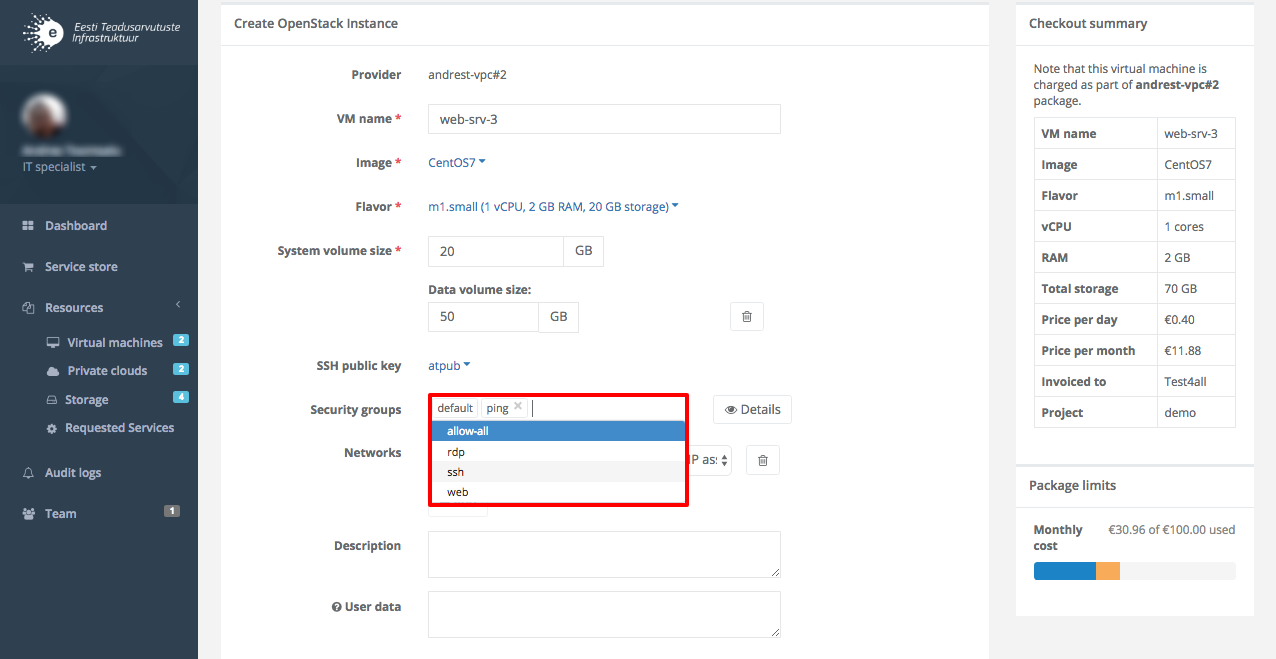 Eesti Teadusarvutuste
Infrastruktuur
IT specialist
Dashboard
Service store
Resources
Virtual machines 2
Private clouds 2
Storage 4
Requested Services
Audit logs
Team 1
Create OpenStack Instance
Provider andrest-vpc#2
VM name * web-srv-3
Image * CentOS7
Flavor * m1.small (1 vCPU, 2 GB RAM, 20 GB storage)
System volume size * 20 GB
Data volume size:
50 GB
SSH public key atpub
Security groups default ping Details
allow-all
rdp
ssh
web
Networks
Description
User data
Checkout summary
Note that this virtual machine is
charged as part of andrest-vpc#2
package.
VM name web-srv-3
Image CentOS7
Flavor m1.small
vCPU 1 cores
RAM 2 GB
Total storage 70 GB
Price per day €0.40
Price per month €11.88
Invoiced to Test4all
Project demo
Package limits
Monthly cost €30.96 of €100.00 used